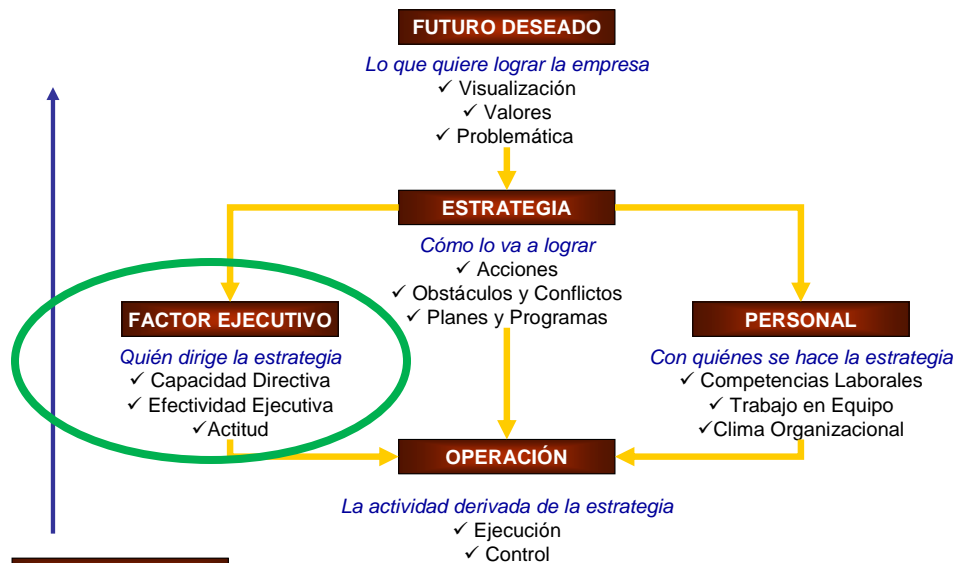 FUTURO DESEADO
Lo que quiere lograr la empresa
✓ Visualización
✓ Valores
✓ Problemática
ESTRATEGIA
Cómo lo va a lograr
✓ Acciones
✓ Obstáculos y Conflictos
✓ Planes y Programas
FACTOR EJECUTIVO
Quién dirige la estrategia
✓ Capacidad Directiva
✓ Efectividad Ejecutiva
✓Actitud
PERSONAL
Con quiénes se hace la estrategia
✓ Competencias Laborales
✓ Trabajo en Equipo
✓Clima Organizacional
OPERACIÓN
La actividad derivada de la estrategia
✓ Ejecución
✓ Control